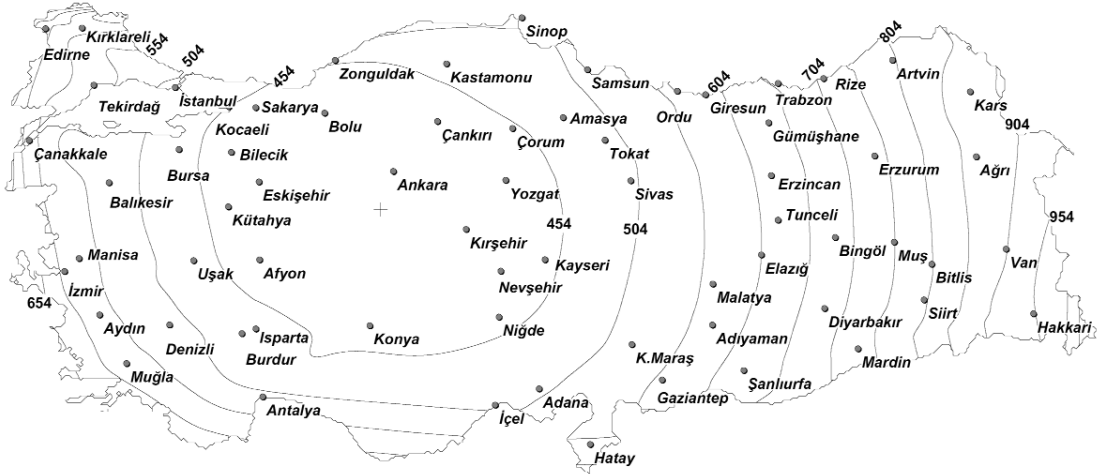 Sinop
804
Kırklareli
554
504
Edirne
454
Zonguldak
Kastamonu
604
704
Rize
Artvin
Samsun
Tekirdağ
İstanbul
Sakarya
Ordu
Giresun
Trabzon
Kars
Kocaeli
Bolu
Amasya
Gümüşhane
904
Çankırı
Çorum
Çanakkale
Bilecik
Tokat
Bursa
Erzurum
Ağrı
Balıkesir
Eskişehir
Ankara
Yozgat
Sivas
Erzincan
Kütahya
Tunceli
954
454
504
Kırşehir
Bingöl
Manisa
Muş
Van
Uşak
Afyon
Kayseri
Elazığ
Bitlis
İzmir
Nevşehir
Malatya
654
Siirt
Aydın
Diyarbakır
Hakkari
Isparta
Konya
Niğde
Adıyaman
Denizli
Burdur
K.Maraş
Mardin
Muğla
Şanlıurfa
Gaziantep
Antalya
İçel
Adana
Hatay